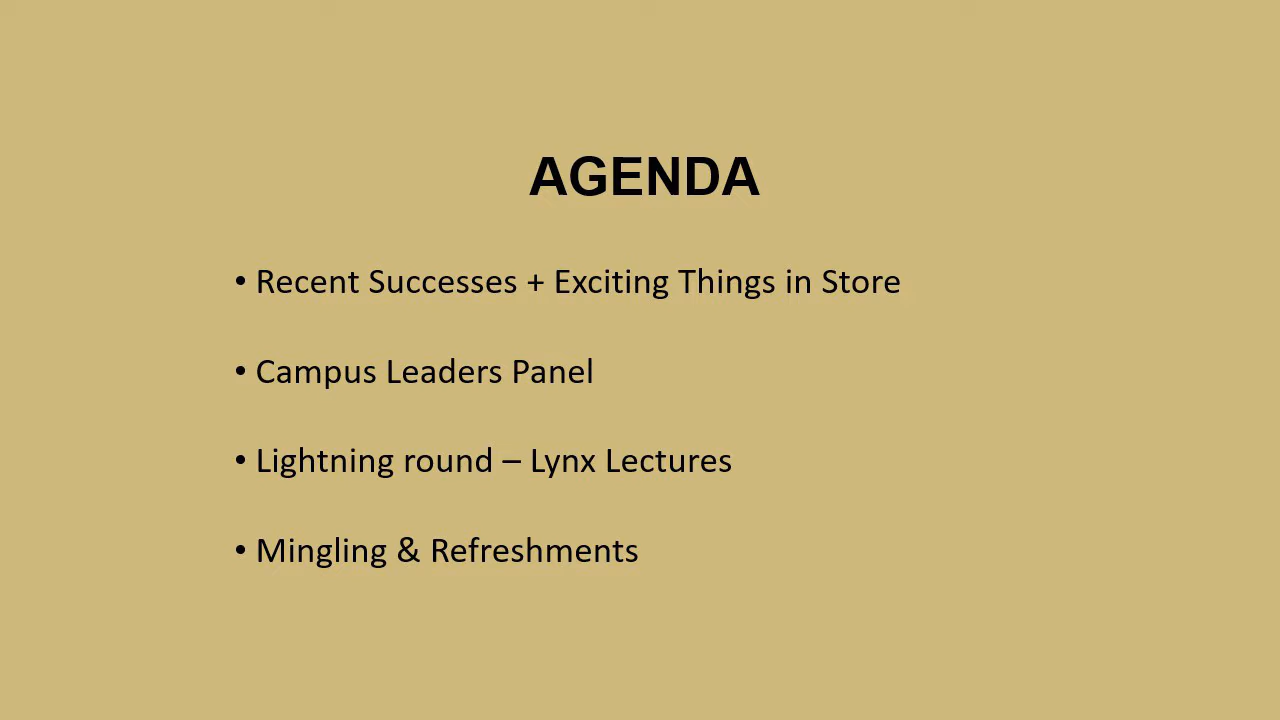 AGENDA
• Recent Successes + Exciting Things in Store
• Campus Leaders Panel
• Lightning round – Lynx Lectures
• Mingling & Refreshments